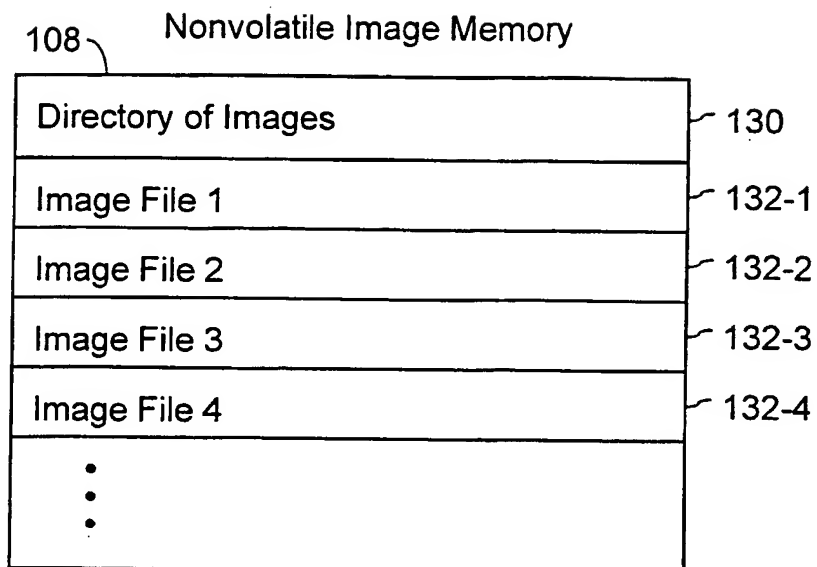 Nonvolatile Image Memory
108
Directory of Images 130
Image File 1 132-1
Image File 2 132-2
Image File 3 132-3
Image File 4 132-4